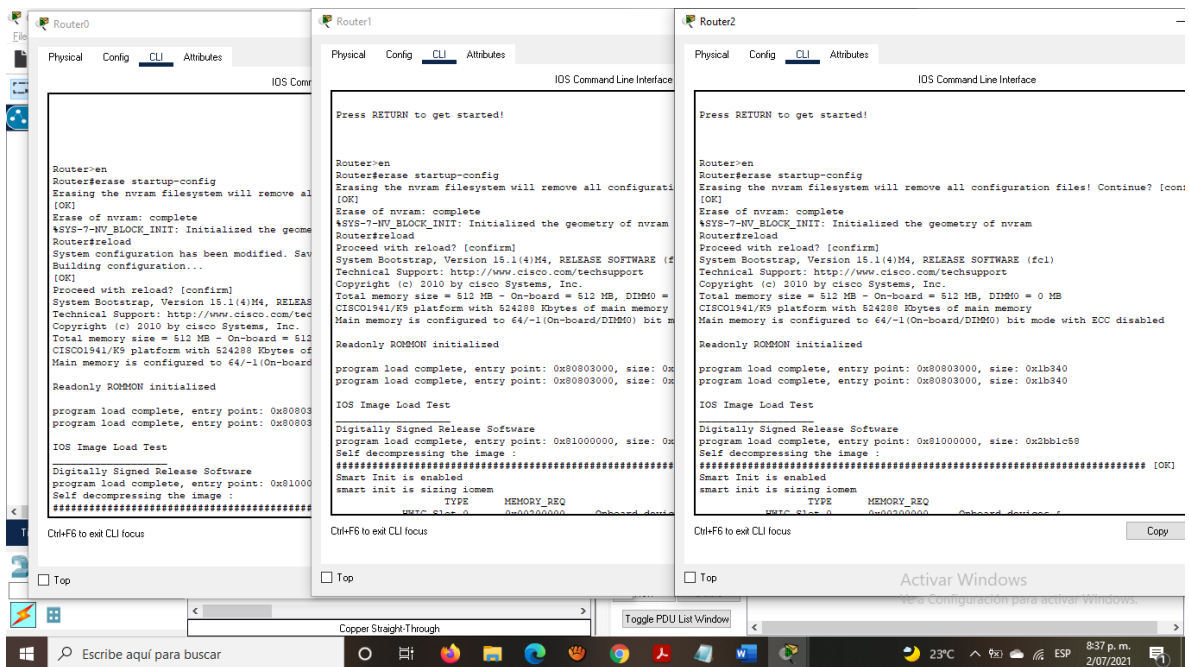 Router0
File
Physical Config CLI Attributes
IOS Comm
Router>en
Router#erase startup-config
Erasing the nvram filesystem will remove al
[OK]
Erase of nvram: complete
%SYS-7-NV_BLOCK_INIT: Initialized the geome
Router#reload
System configuration has been modified. Sav
Building configuration...
[OK]
Proceed with reload? [confirm]
System Bootstrap, Version 15.1(4)M4, RELEAS
Technical Support: http://www.cisco.com/tec
Copyright (c) 2010 by cisco Systems, Inc.
Total memory size = 512 MB - On-board = 512
CISCO1941/K9 platform with 524288 Kbytes of
Main memory is configured to 64/-1(On-board
Readonly ROMMON initialized
program load complete, entry point: 0x80803
program load complete, entry point: 0x80803
IOS Image Load Test
Digitally Signed Release Software
program load complete, entry point: 0x81000
Self decompressing the image :
###########################################
Ctrl+F6 to exit CLI focus
Top
Router1
Physical Config CLI Attributes
IOS Command Line Interface
Press RETURN to get started!
Router>en
Router#erase startup-config
Erasing the nvram filesystem will remove all configurati
[OK]
Erase of nvram: complete
%SYS-7-NV_BLOCK_INIT: Initialized the geometry of nvram
Router#reload
Proceed with reload? [confirm]
System Bootstrap, Version 15.1(4)M4, RELEASE SOFTWARE (f
Technical Support: http://www.cisco.com/techsupport
Copyright (c) 2010 by cisco Systems, Inc.
Total memory size = 512 MB - On-board = 512 MB, DIMM0 =
CISCO1941/K9 platform with 524288 Kbytes of main memory
Main memory is configured to 64/-1(On-board/DIMM0) bit m
Readonly ROMMON initialized
program load complete, entry point: 0x80803000, size: 0x
program load complete, entry point: 0x80803000, size: 0x
IOS Image Load Test
Digitally Signed Release Software
program load complete, entry point: 0x81000000, size: 0x
Self decompressing the image :
########################################################
Smart Init is enabled
smart init is sizing iomem
TYPE MEMORY_REQ
HWIC Slot 0 0x00200000 Onboard devic
Ctrl+F6 to exit CLI focus
Top
Router2
Physical Config CLI Attributes
IOS Command Line Interface
Press RETURN to get started!
Router>en
Router#erase startup-config
Erasing the nvram filesystem will remove all configuration files! Continue? [conf
[OK]
Erase of nvram: complete
%SYS-7-NV_BLOCK_INIT: Initialized the geometry of nvram
Router#reload
Proceed with reload? [confirm]
System Bootstrap, Version 15.1(4)M4, RELEASE SOFTWARE (fc1)
Technical Support: http://www.cisco.com/techsupport
Copyright (c) 2010 by cisco Systems, Inc.
Total memory size = 512 MB - On-board = 512 MB, DIMM0 = 0 MB
CISCO1941/K9 platform with 524288 Kbytes of main memory
Main memory is configured to 64/-1(On-board/DIMM0) bit mode with ECC disabled
Readonly ROMMON initialized
program load complete, entry point: 0x80803000, size: 0x1b340
program load complete, entry point: 0x80803000, size: 0x1b340
IOS Image Load Test
Digitally Signed Release Software
program load complete, entry point: 0x81000000, size: 0x2bb1c58
Self decompressing the image :
########################################################################## [OK]
Smart Init is enabled
smart init is sizing iomem
TYPE MEMORY_REQ
HWIC Slot 0 0x00200000 Onboard devices &
Ctrl+F6 to exit CLI focus
Copy
Top
Activar Windows
Ve a Configuración para activar Windows.
Toggle PDU List Window
Copper Straight-Through
Escribe aquí para buscar
23°C
ESP
8:37 p. m.
2/07/2021